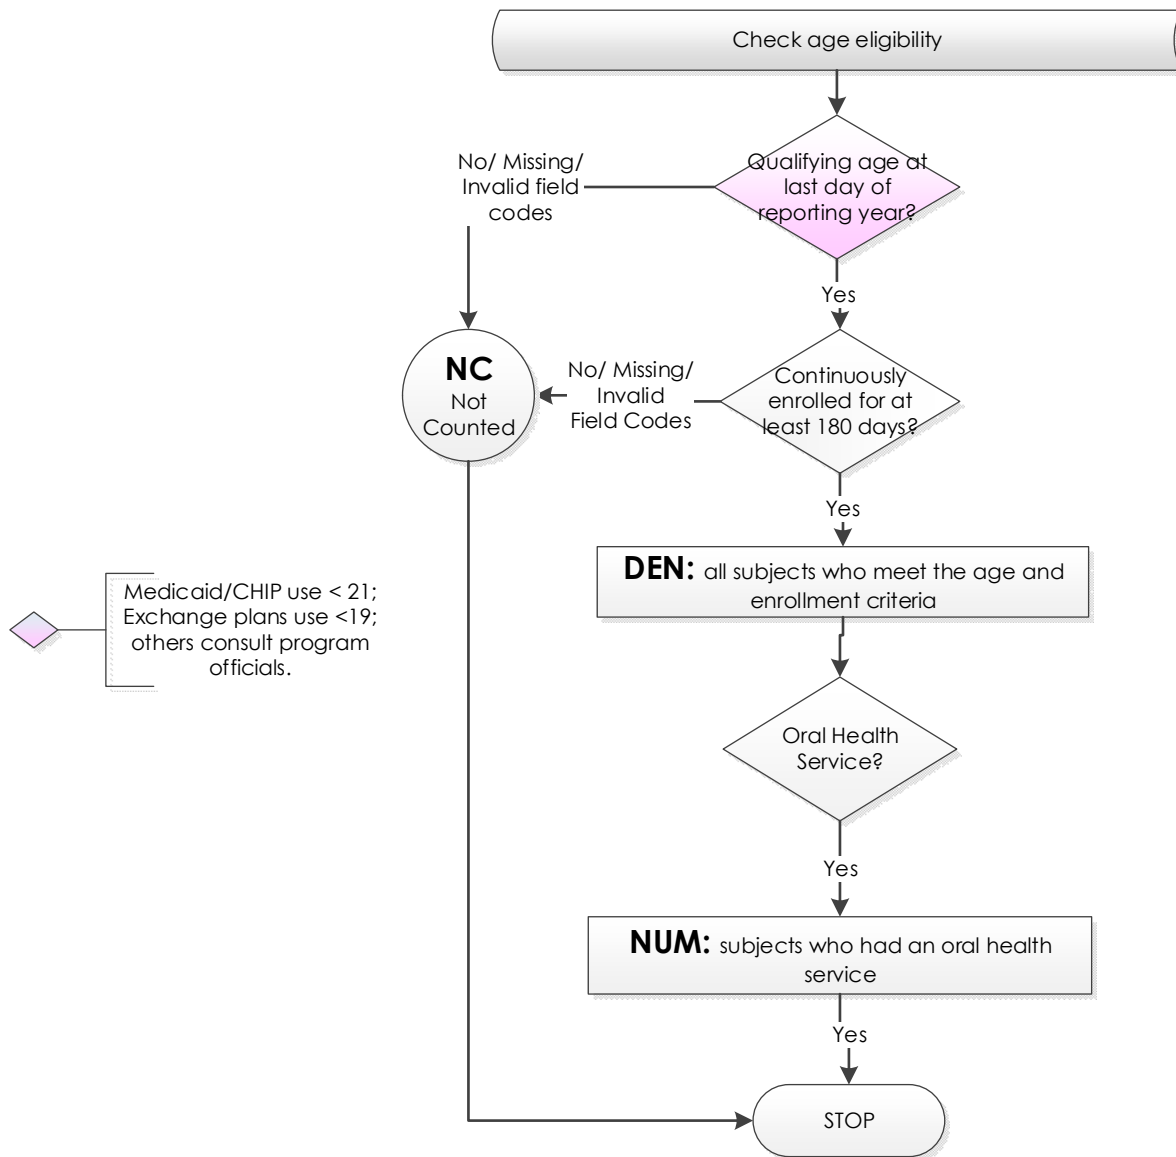 Check age eligibility
Qualifying age at
last day of
reporting year?
No/ Missing/
Invalid field
codes
Yes
NC
Not
Counted
No/ Missing/
Invalid
Field Codes
Continuously
enrolled for at
least 180 days?
Yes
DEN: all subjects who meet the age and
enrollment criteria
Medicaid/CHIP use < 21;
Exchange plans use <19;
others consult program
officials.
Oral Health
Service?
Yes
NUM: subjects who had an oral health
service
Yes
STOP